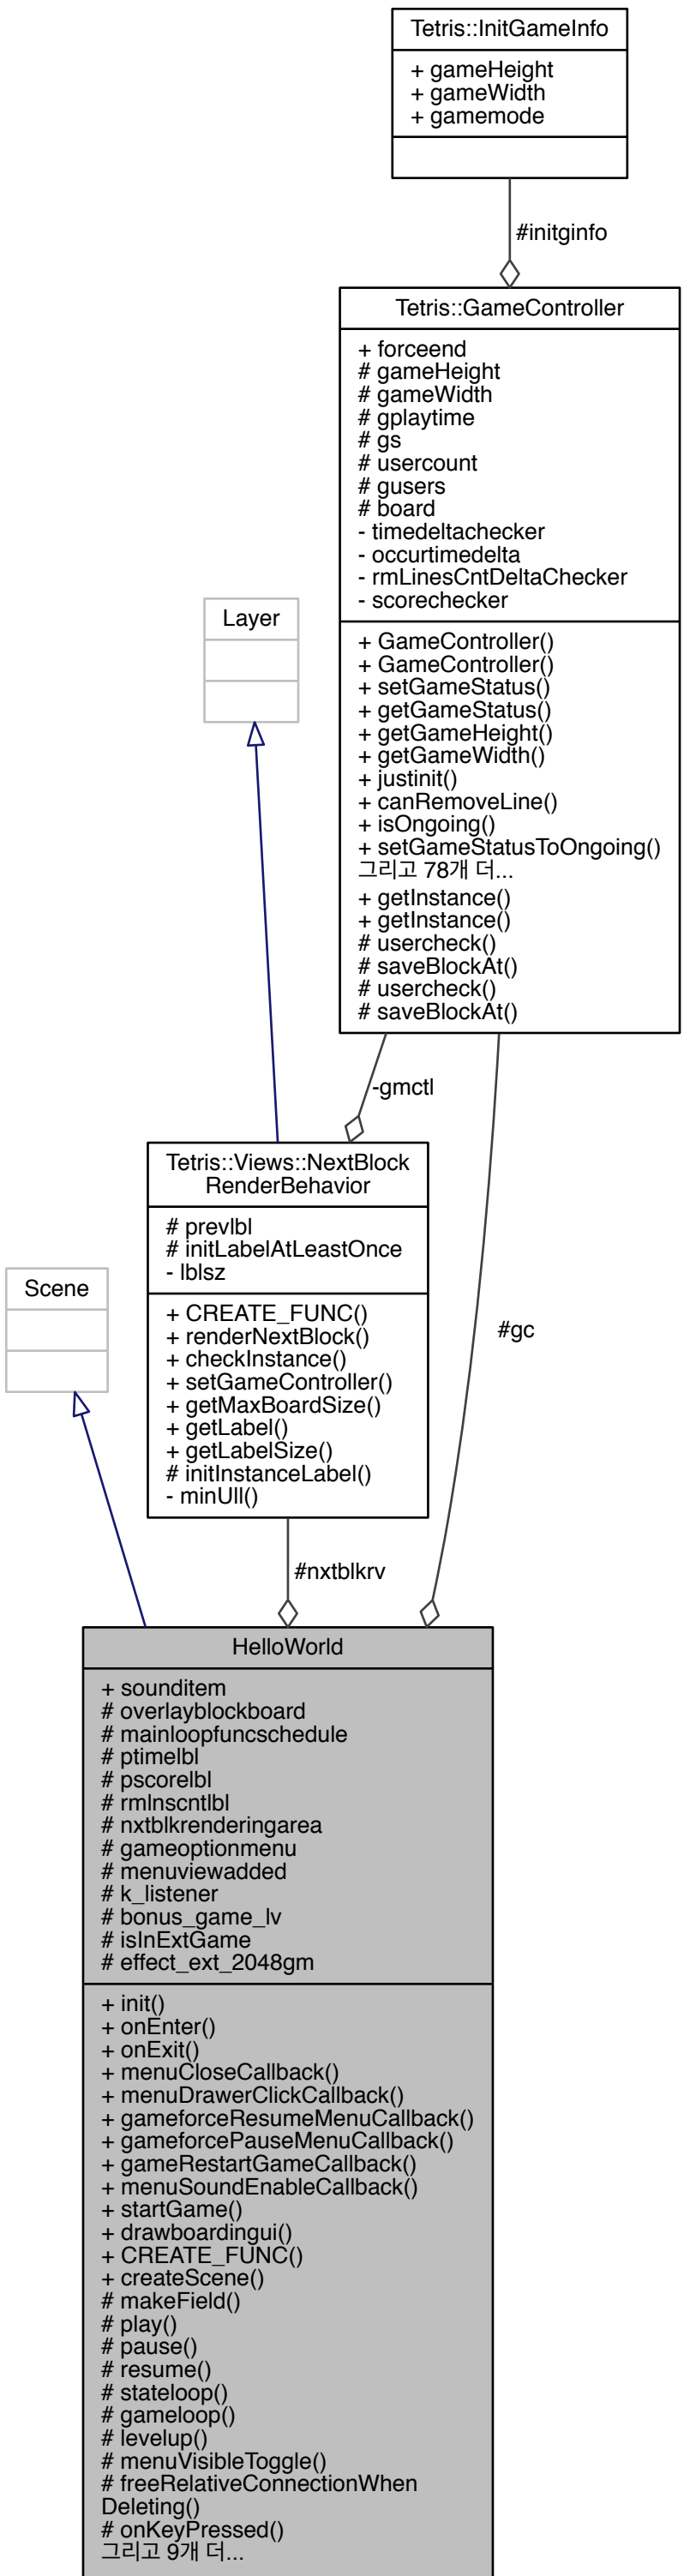 Tetris::InitGameInfo
+ gameHeight
+ gameWidth
+ gamemode
#initginfo
Tetris::GameController
+ forceend
# gameHeight
# gameWidth
# gplaytime
# gs
# usercount
# gusers
# board
- timedeltachecker
- occurtimedelta
- rmLinesCntDeltaChecker
- scorechecker
+ GameController()
+ GameController()
+ setGameStatus()
+ getGameStatus()
+ getGameHeight()
+ getGameWidth()
+ justinit()
+ canRemoveLine()
+ isOngoing()
+ setGameStatusToOngoing()
그리고 78개 더...
+ getInstance()
+ getInstance()
# usercheck()
# saveBlockAt()
# usercheck()
# saveBlockAt()
Layer
-gmctl
Tetris::Views::NextBlock
RenderBehavior
# prevlbl
# initLabelAtLeastOnce
- lblsz
+ CREATE_FUNC()
+ renderNextBlock()
+ checkInstance()
+ setGameController()
+ getMaxBoardSize()
+ getLabel()
+ getLabelSize()
# initInstanceLabel()
- minUll()
Scene
#gc
#nxtblkrv
HelloWorld
+ sounditem
# overlayblockboard
# mainloopfuncschedule
# ptimelbl
# pscorelbl
# rmlnscntlbl
# nxtblkrenderingarea
# gameoptionmenu
# menuviewadded
# k_listener
# bonus_game_lv
# isInExtGame
# effect_ext_2048gm
+ init()
+ onEnter()
+ onExit()
+ menuCloseCallback()
+ menuDrawerClickCallback()
+ gameforceResumeMenuCallback()
+ gameforcePauseMenuCallback()
+ gameRestartGameCallback()
+ menuSoundEnableCallback()
+ startGame()
+ drawboardingui()
+ CREATE_FUNC()
+ createScene()
# makeField()
# play()
# pause()
# resume()
# stateloop()
# gameloop()
# levelup()
# menuVisibleToggle()
# freeRelativeConnectionWhen
Deleting()
# onKeyPressed()
그리고 9개 더...